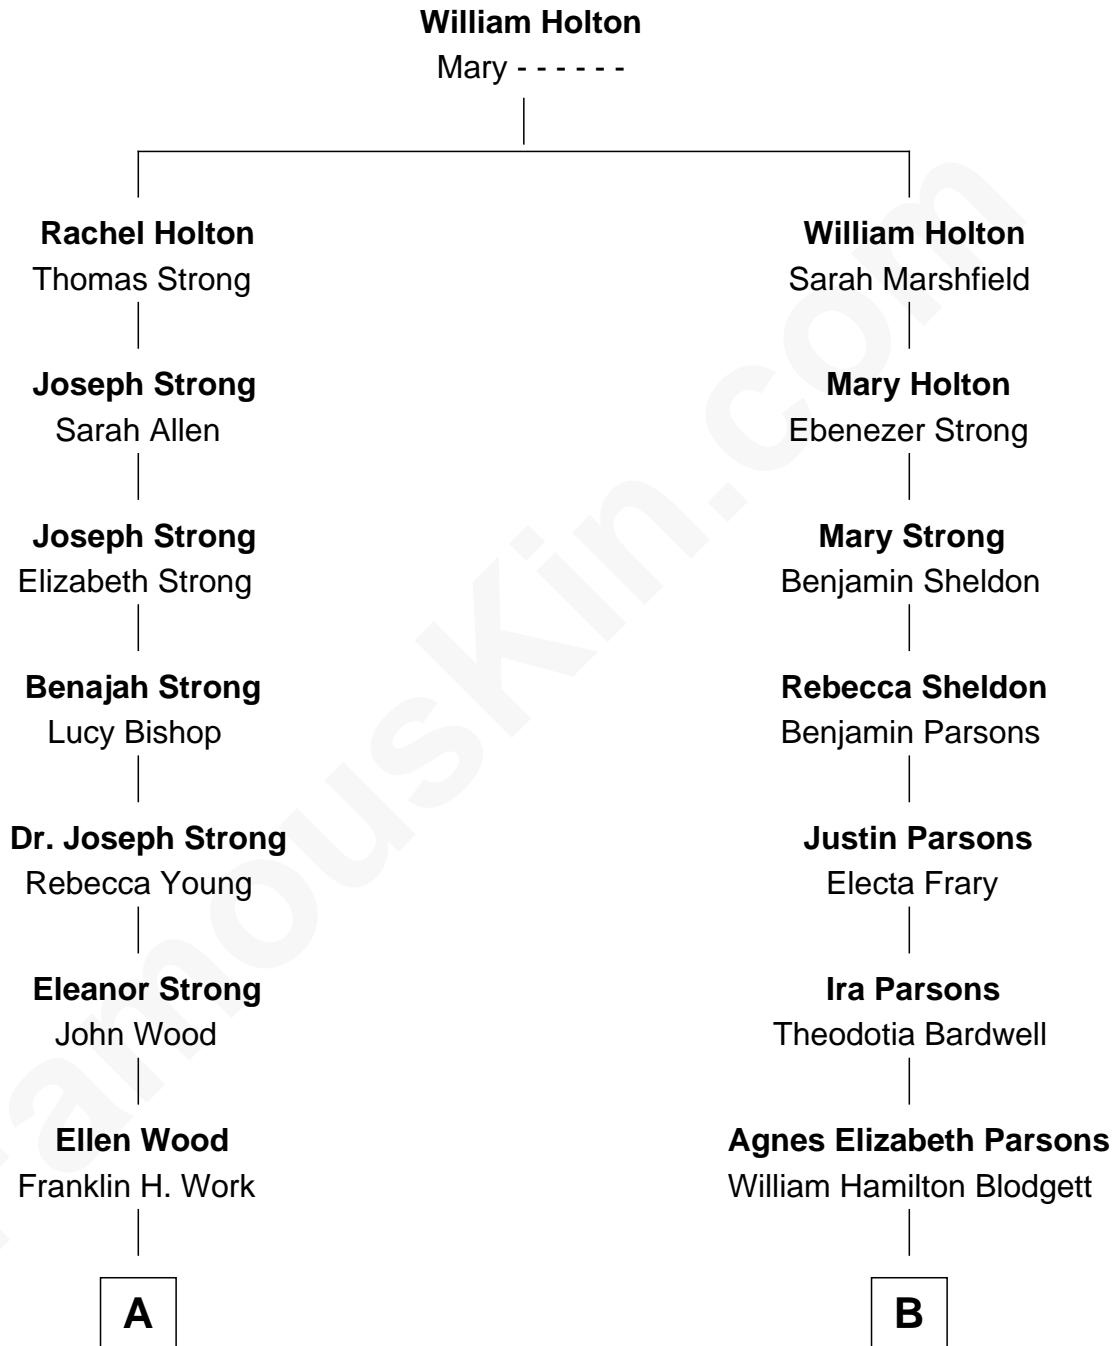 William Holton
Mary - - - - - -
Rachel Holton
Thomas Strong
William Holton
Sarah Marshfield
Joseph Strong
Sarah Allen
Mary Holton
Ebenezer Strong
Joseph Strong
Elizabeth Strong
Mary Strong
Benjamin Sheldon
Benajah Strong
Lucy Bishop
Rebecca Sheldon
Benjamin Parsons
Dr. Joseph Strong
Rebecca Young
Justin Parsons
Electa Frary
Eleanor Strong
John Wood
Ira Parsons
Theodotia Bardwell
Ellen Wood
Franklin H. Work
Agnes Elizabeth Parsons
William Hamilton Blodgett
A
B
FamousKin.com